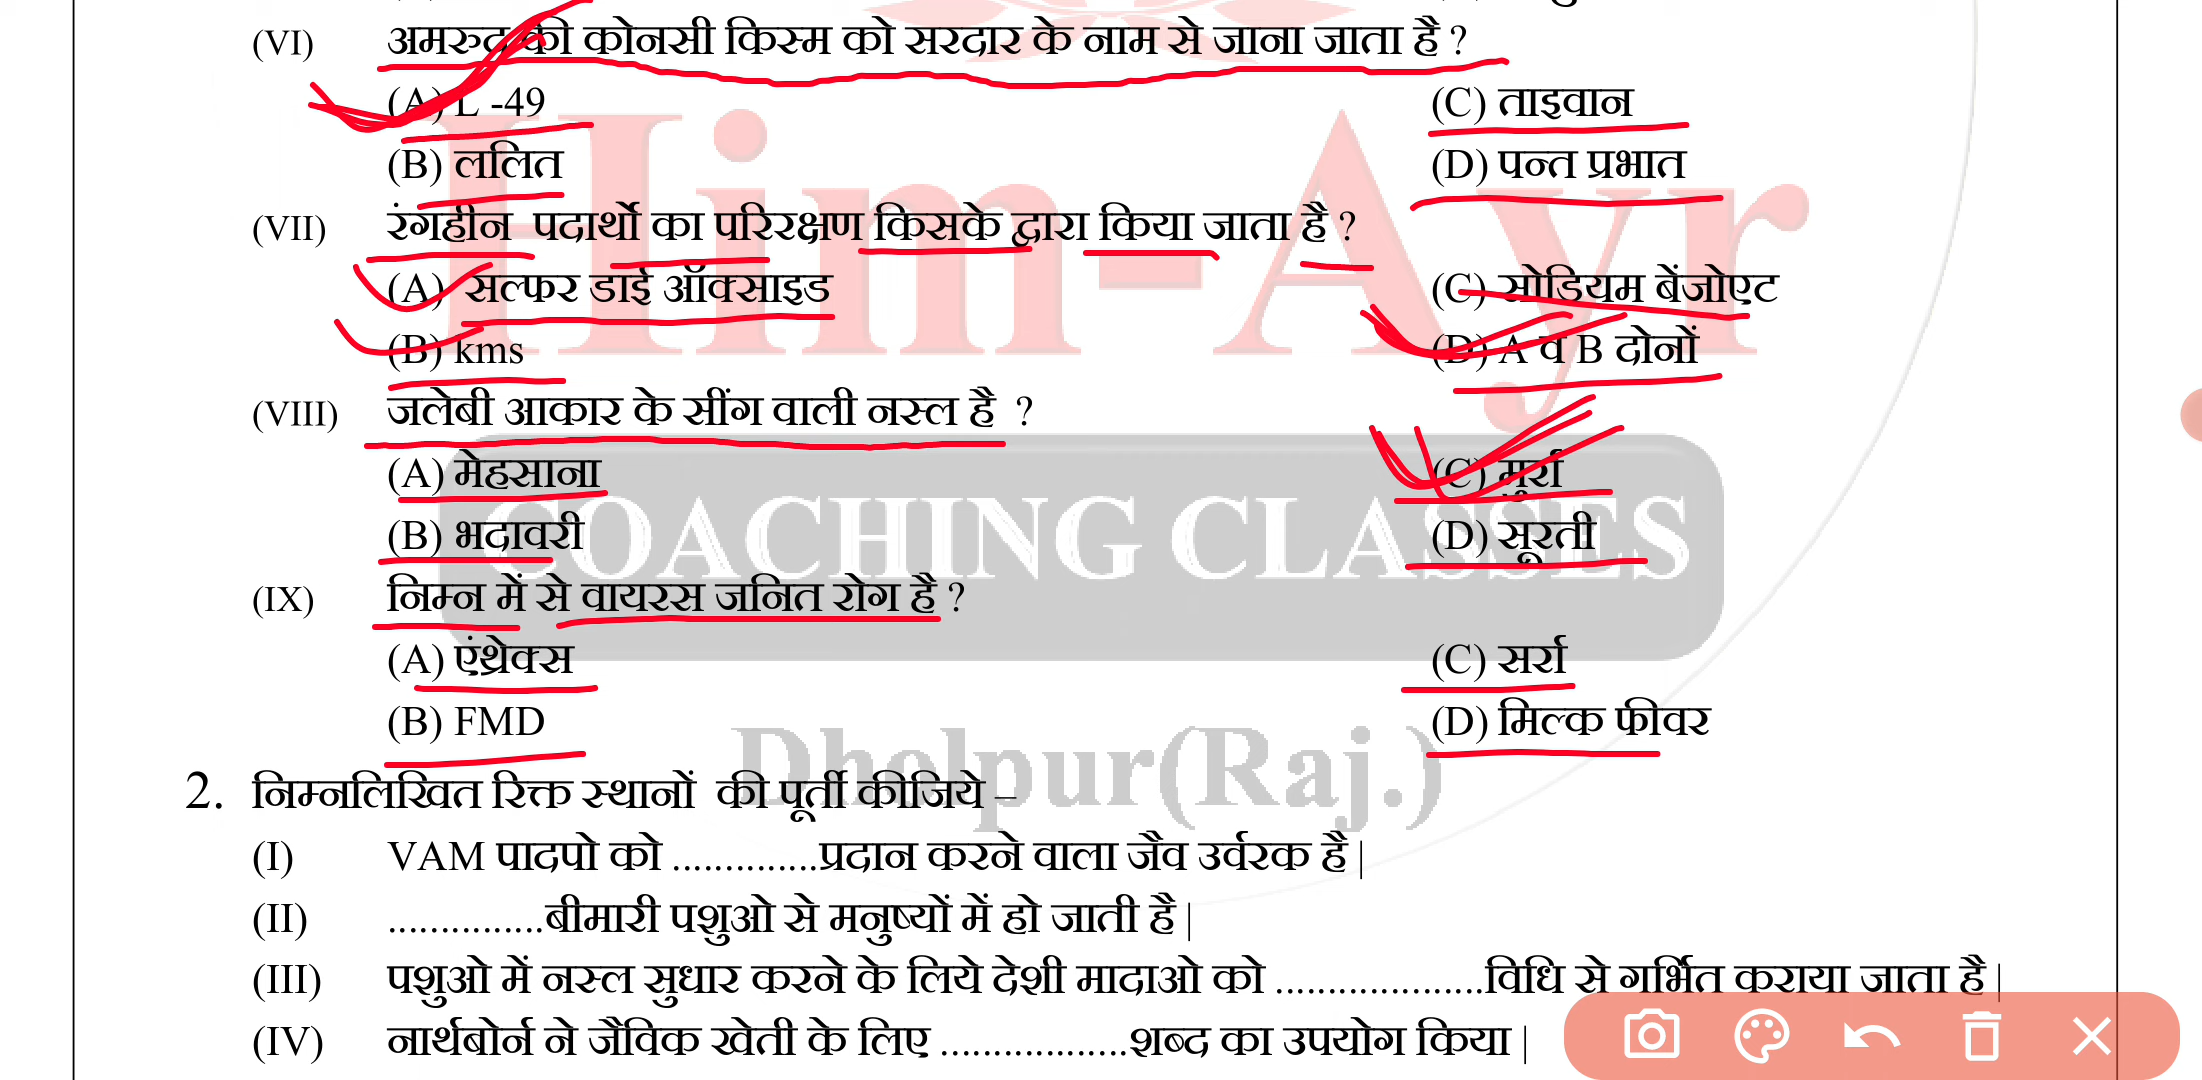 (VI) अमरुद की कोनसी किस्म को सरदार के नाम से जाना जाता है ?
(A) L -49 (C) ताइवान
(B) ललित (D) पन्त प्रभात
(VII) रंगहीन पदार्थो का परिरक्षण किसके द्वारा किया जाता है ?
(A) सल्फर डाई ऑक्साइड (C) सोडियम बेंजोएट
(B) kms (D) A व B दोनों
(VIII) जलेबी आकार के सींग वाली नस्ल है ?
(A) मेहसाना (C) मुर्रा
(B) भदावरी (D) सूरती
(IX) निम्न में से वायरस जनित रोग है ?
(A) एंथ्रेक्स (C) सर्रा
(B) FMD (D) मिल्क फीवर
2. निम्नलिखित रिक्त स्थानों की पूर्ती कीजिये –
(I) VAM पादपो को ..............प्रदान करने वाला जैव उर्वरक है |
(II) ...............बीमारी पशुओ से मनुष्यों में हो जाती है |
(III) पशुओ में नस्ल सुधार करने के लिये देशी मादाओ को ....................विधि से गर्भित कराया जाता है |
(IV) नार्थबोर्न ने जैविक खेती के लिए ..................शब्द का उपयोग किया |
Him-Ayr
COACHING CLASSES
Dholpur(Raj.)